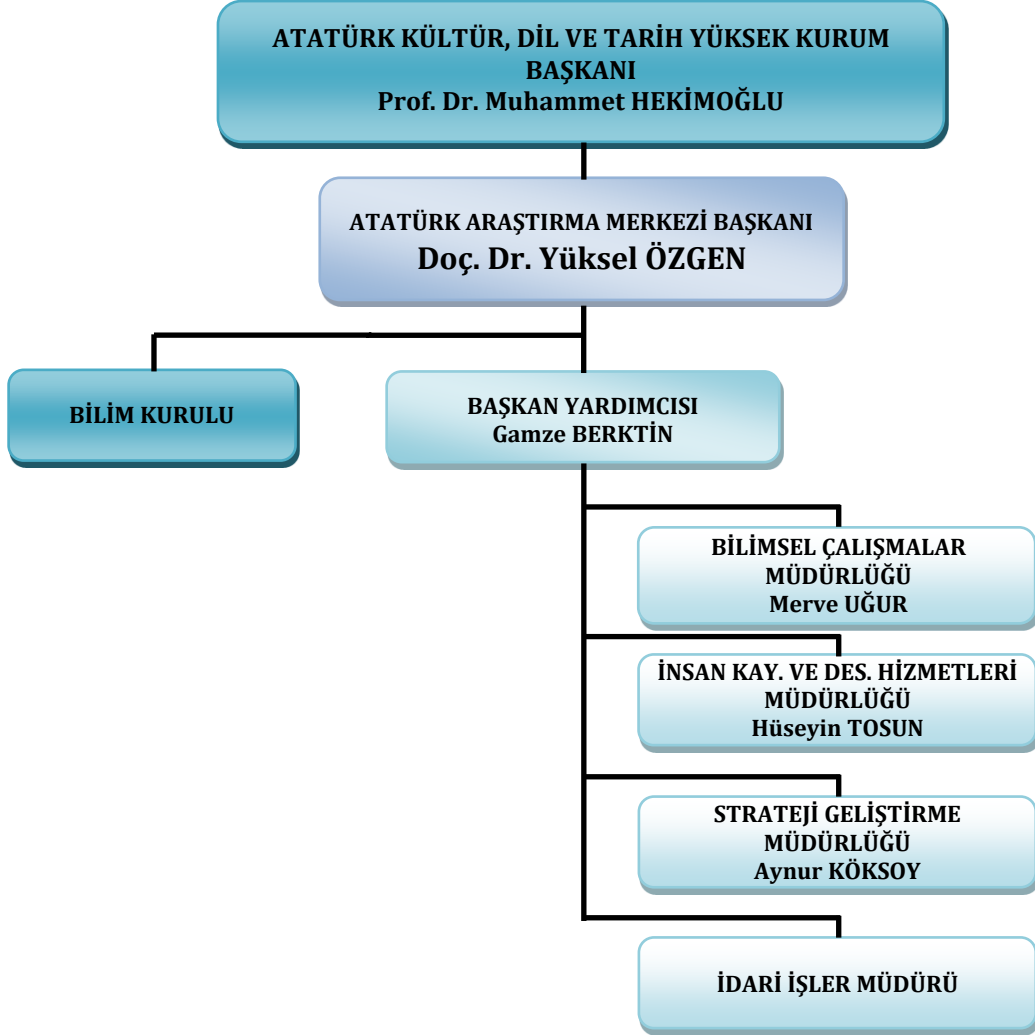 ATATÜRK KÜLTÜR, DİL VE TARİH YÜKSEK KURUM
BAŞKANI
Prof. Dr. Muhammet HEKİMOĞLU
ATATÜRK ARAŞTIRMA MERKEZİ BAŞKANI
Doç. Dr. Yüksel ÖZGEN
BİLİM KURULU
BAŞKAN YARDIMCISI
Gamze BERKTİN
BİLİMSEL ÇALIŞMALAR
MÜDÜRLÜĞÜ
Merve UĞUR
İNSAN KAY. VE DES. HİZMETLERİ
MÜDÜRLÜĞÜ
Hüseyin TOSUN
STRATEJİ GELİŞTİRME
MÜDÜRLÜĞÜ
Aynur KÖKSOY
İDARİ İŞLER MÜDÜRÜ